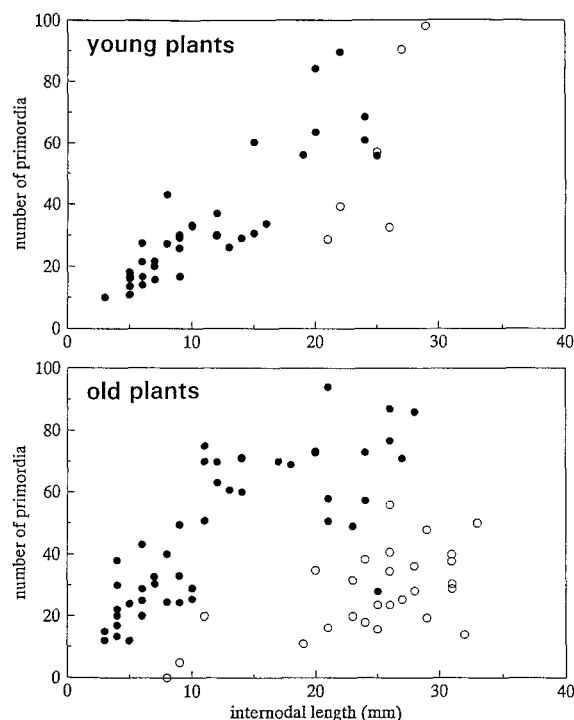 100
young plants
80
60
40
20
0
number of primordia
0 10 20 30 40
100
old plants
80
60
40
20
0
number of primordia
0 10 20 30 40
internodal length (mm)